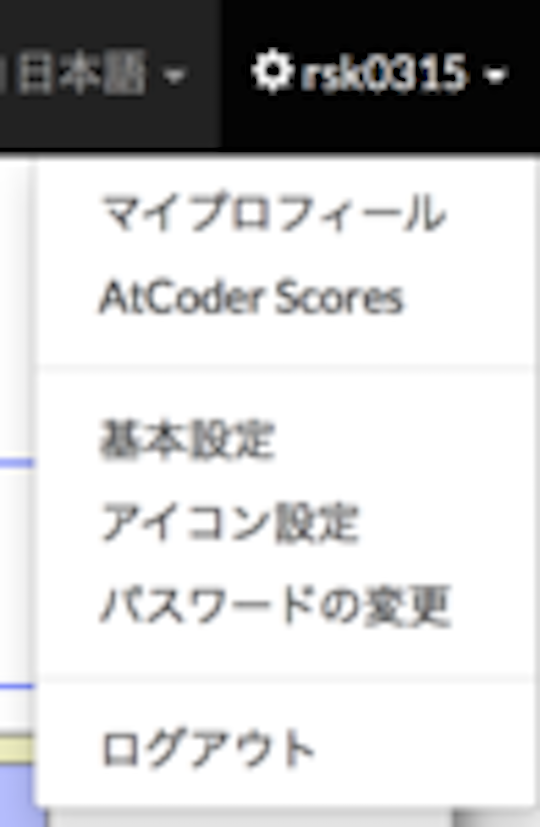 日本語 rsk0315
マイプロフィール
AtCoder Scores
基本設定
アイコン設定
パスワードの変更
ログアウト